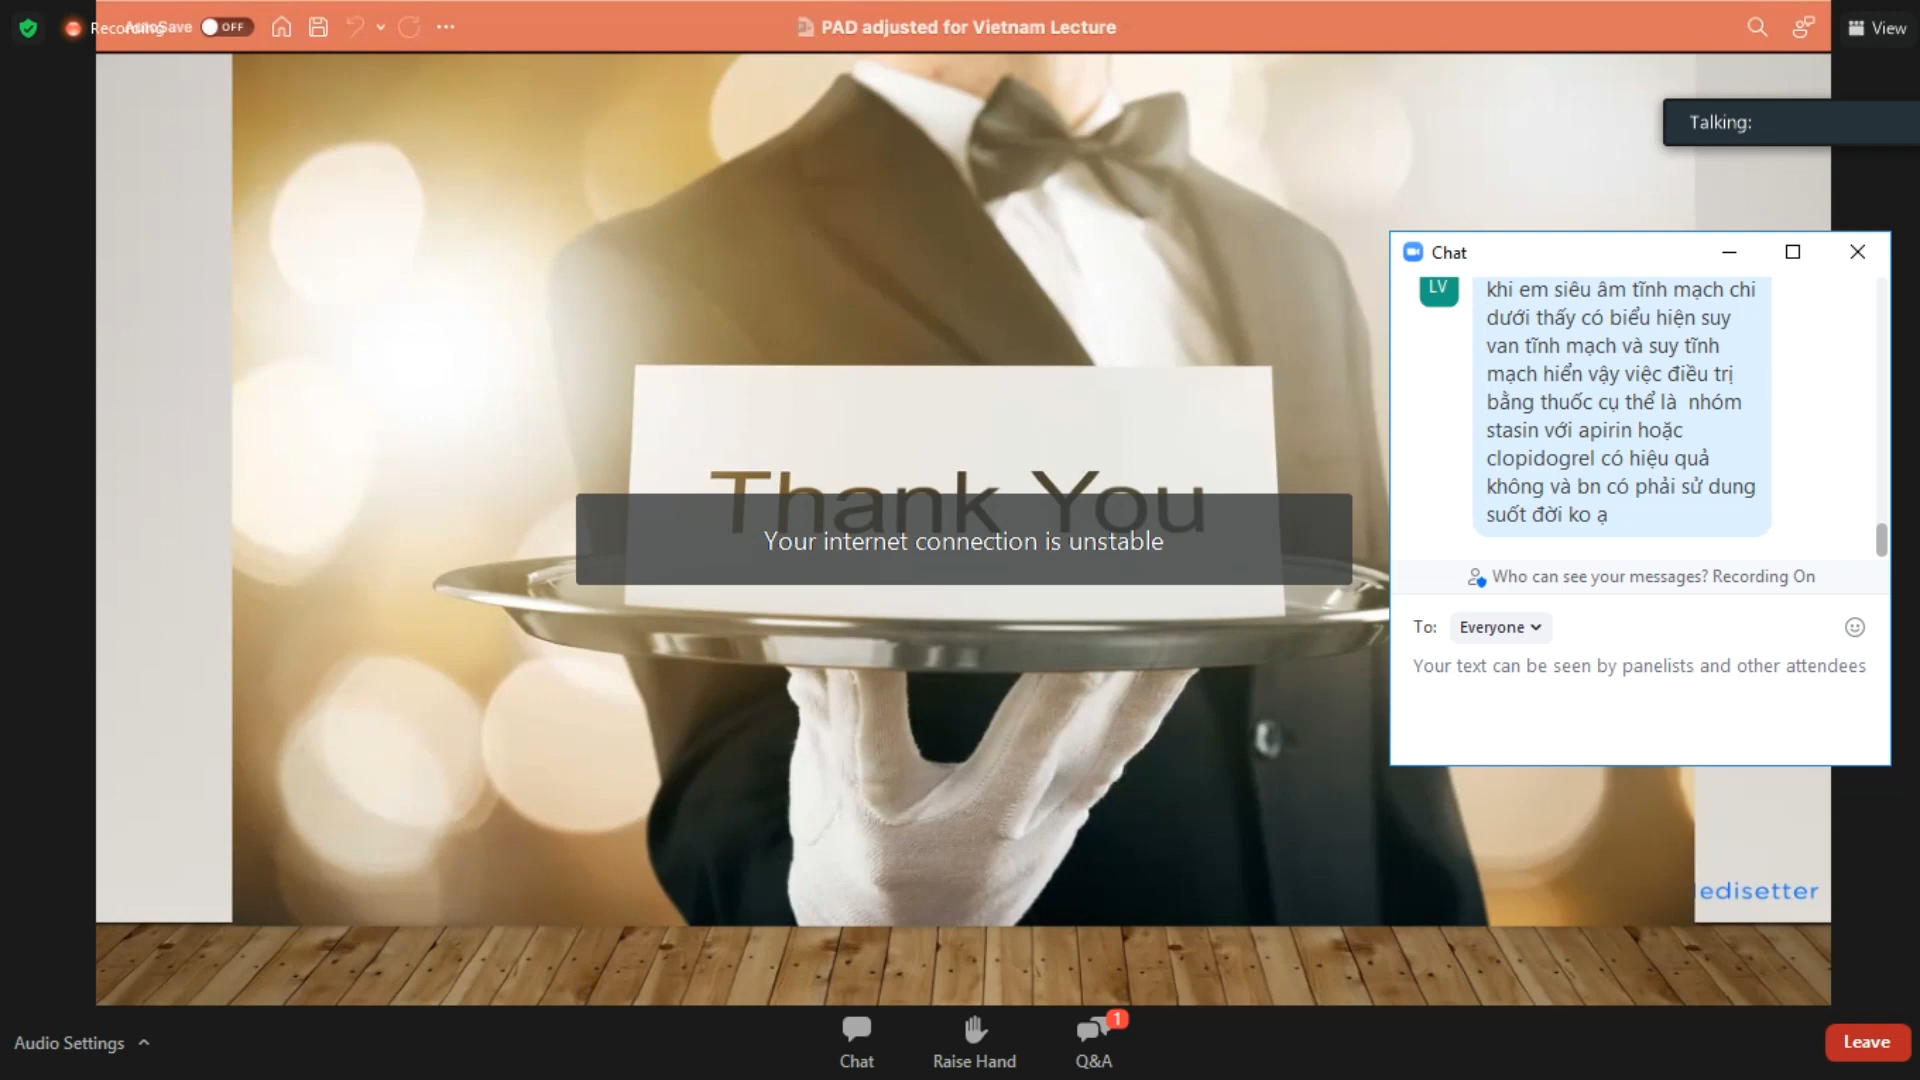 Recording
AutoSave
OFF
PAD adjusted for Vietnam Lecture
View
Talking:
Chat
LV
khi em siêu âm tĩnh mạch chi
dưới thấy có biểu hiện suy
van tĩnh mạch và suy tĩnh
mạch hiển vậy việc điều trị
bằng thuốc cụ thể là  nhóm
stasin với apirin hoặc
clopidogrel có hiệu quả
không và bn có phải sử dung
suốt đời ko ạ
Who can see your messages? Recording On
To:
Everyone
Your text can be seen by panelists and other attendees
Thank You
Your internet connection is unstable
edisetter
Audio Settings
Chat
Raise Hand
1
Q&A
Leave